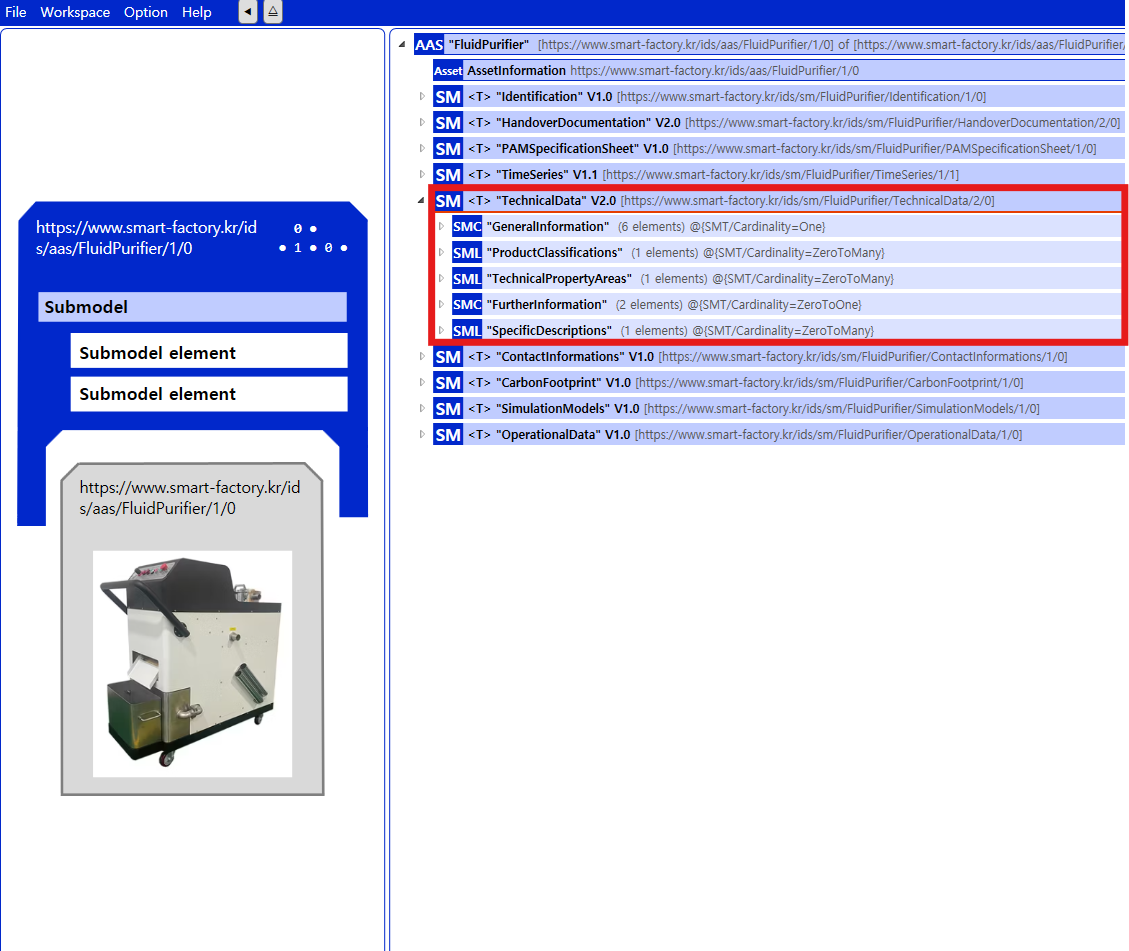 File Workspace Option Help
https://www.smart-factory.kr/id
s/aas/FluidPurifier/1/0
0 ●
● 1 ● 0 ●
Submodel
Submodel element
Submodel element
https://www.smart-factory.kr/id
s/aas/FluidPurifier/1/0
AAS "FluidPurifier" [https://www.smart-factory.kr/ids/aas/FluidPurifier/1/0] of [https://www.smart-factory.kr/ids/aas/FluidPurifier/
Asset AssetInformation https://www.smart-factory.kr/ids/aas/FluidPurifier/1/0
SM <T> "Identification" V1.0 [https://www.smart-factory.kr/ids/sm/FluidPurifier/Identification/1/0]
SM <T> "HandoverDocumentation" V2.0 [https://www.smart-factory.kr/ids/sm/FluidPurifier/HandoverDocumentation/2/0]
SM <T> "PAMSpecificationSheet" V1.0 [https://www.smart-factory.kr/ids/sm/FluidPurifier/PAMSpecificationSheet/1/0]
SM <T> "TimeSeries" V1.1 [https://www.smart-factory.kr/ids/sm/FluidPurifier/TimeSeries/1/1]
SM <T> "TechnicalData" V2.0 [https://www.smart-factory.kr/ids/sm/FluidPurifier/TechnicalData/2/0]
SMC "GeneralInformation" (6 elements) @{SMT/Cardinality=One}
SML "ProductClassifications" (1 elements) @{SMT/Cardinality=ZeroToMany}
SML "TechnicalPropertyAreas" (1 elements) @{SMT/Cardinality=ZeroToMany}
SMC "FurtherInformation" (2 elements) @{SMT/Cardinality=ZeroToOne}
SML "SpecificDescriptions" (1 elements) @{SMT/Cardinality=ZeroToMany}
SM <T> "ContactInformations" V1.0 [https://www.smart-factory.kr/ids/sm/FluidPurifier/ContactInformations/1/0]
SM <T> "CarbonFootprint" V1.0 [https://www.smart-factory.kr/ids/sm/FluidPurifier/CarbonFootprint/1/0]
SM <T> "SimulationModels" V1.0 [https://www.smart-factory.kr/ids/sm/FluidPurifier/SimulationModels/1/0]
SM <T> "OperationalData" V1.0 [https://www.smart-factory.kr/ids/sm/FluidPurifier/OperationalData/1/0]